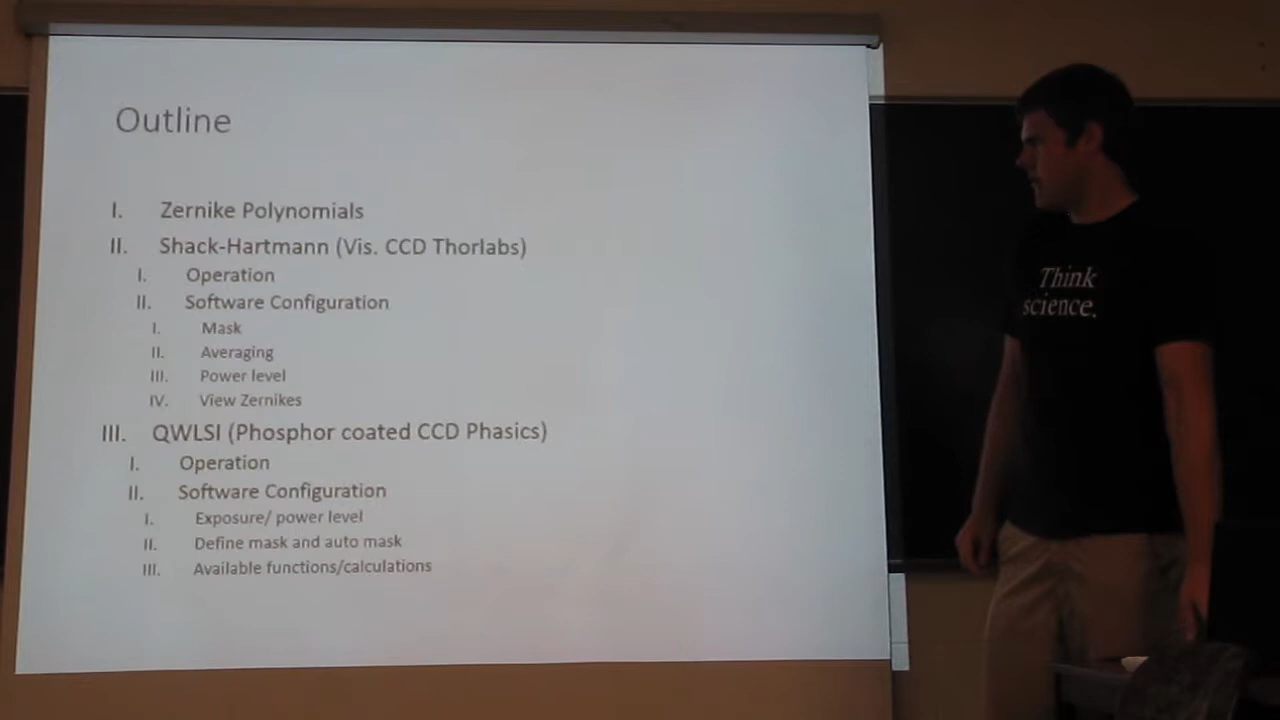 Outline
I. Zernike Polynomials
II. Shack-Hartmann (Vis. CCD Thorlabs)
I. Operation
II. Software Configuration
I. Mask
II. Averaging
III. Power level
IV. View Zernikes
III. QWLSI (Phosphor coated CCD Phasics)
I. Operation
II. Software Configuration
I. Exposure/ power level
II. Define mask and auto mask
III. Available functions/calculations
Think
science.